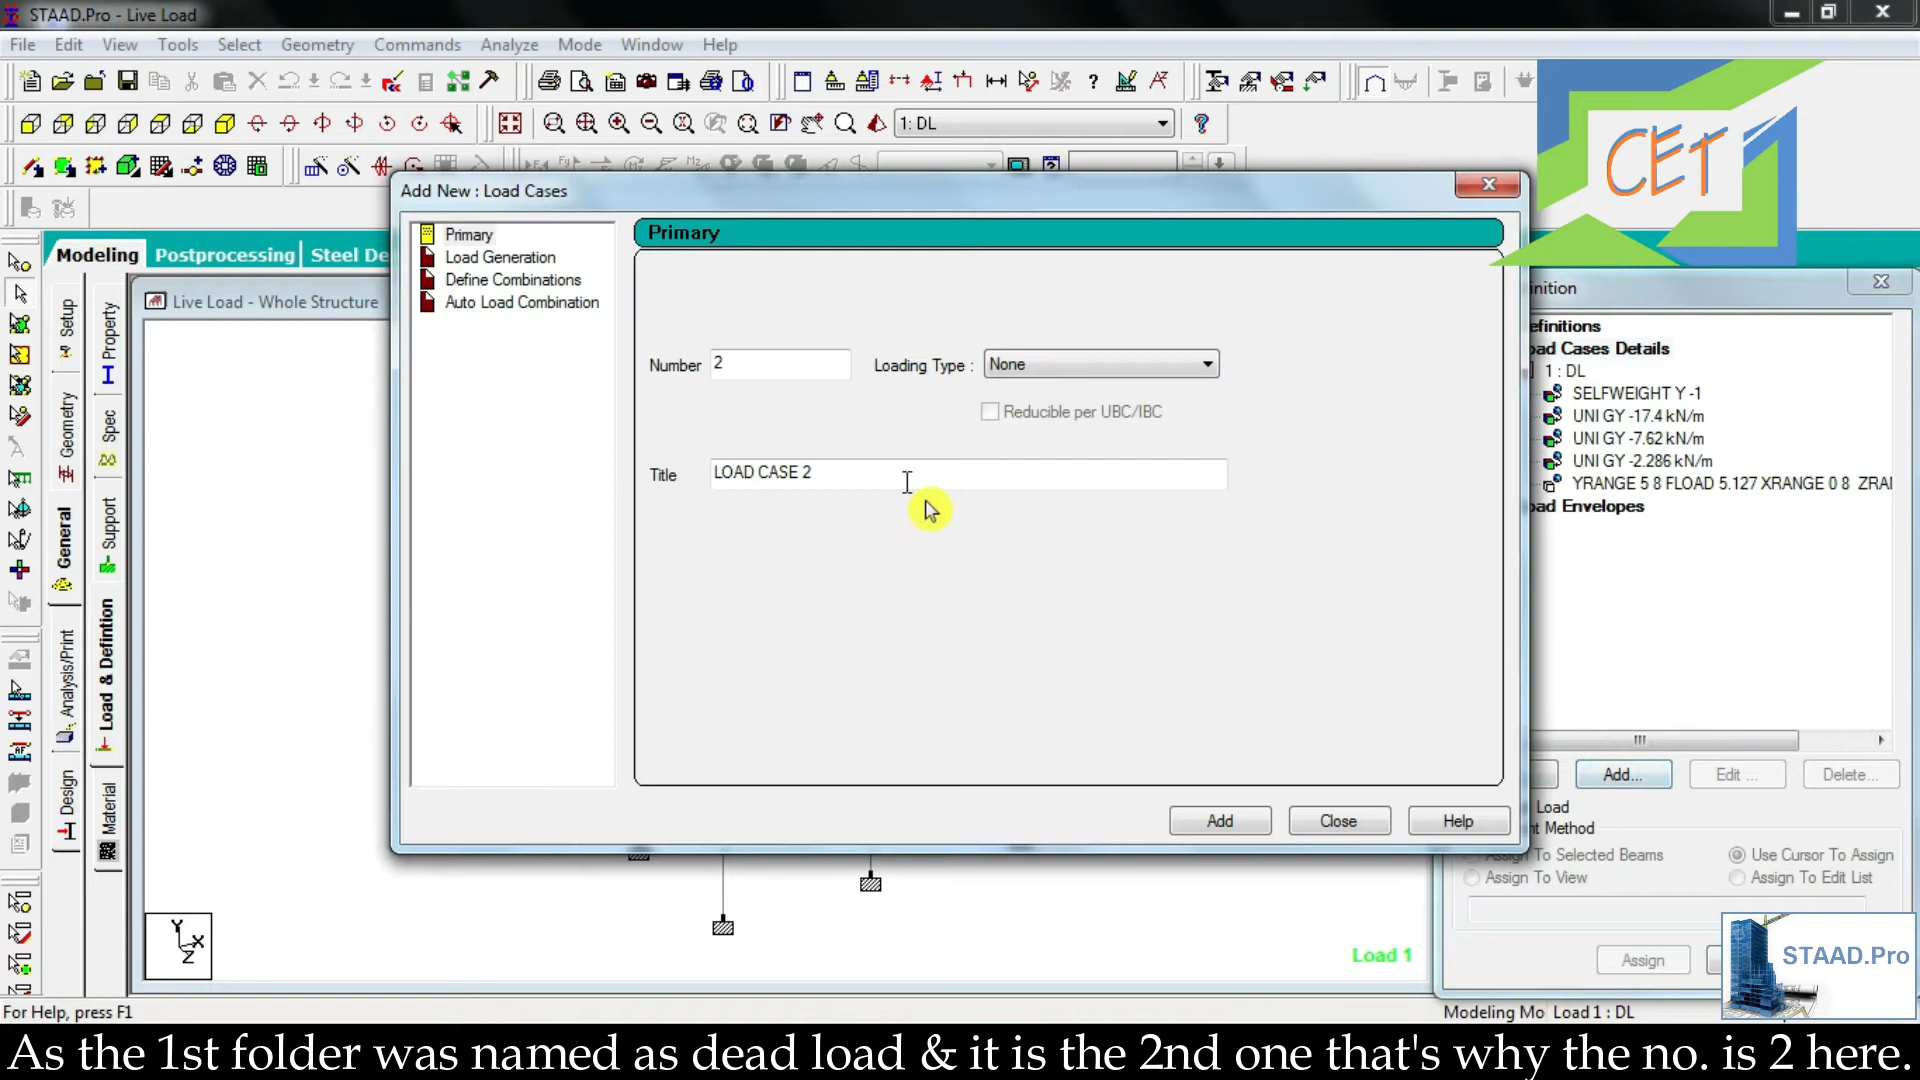 STAAD.Pro - Live Load
File Edit View Tools Select Geometry Commands Analyze Mode Window Help
1: DL
CET
Add New : Load Cases
Primary
Load Generation
Define Combinations
Auto Load Combination
Primary
Number 2 Loading Type : None
Reducible per UBC/IBC
Title LOAD CASE 2
Add Close Help
Modeling Postprocessing Steel De
Live Load - Whole Structure
Setup
Geometry
General
Analysis/Print
Design
Property
Spec
Support
Load & Definition
Material
inition
efinitions
oad Cases Details
1 : DL
SELFWEIGHT Y -1
UNI GY -17.4 kN/m
UNI GY -7.62 kN/m
UNI GY -2.286 kN/m
YRANGE 5 8 FLOAD 5.127 XRANGE 0 8 ZRAI
oad Envelopes
Add... Edit ... Delete...
Load
nt Method
Assign To Selected Beams Use Cursor To Assign
Assign To View Assign To Edit List
Assign
STAAD.Pro
Y
X
Z
Load 1
For Help, press F1
Modeling Mo Load 1 : DL
As the 1st folder was named as dead load & it is the 2nd one that's why the no. is 2 here.